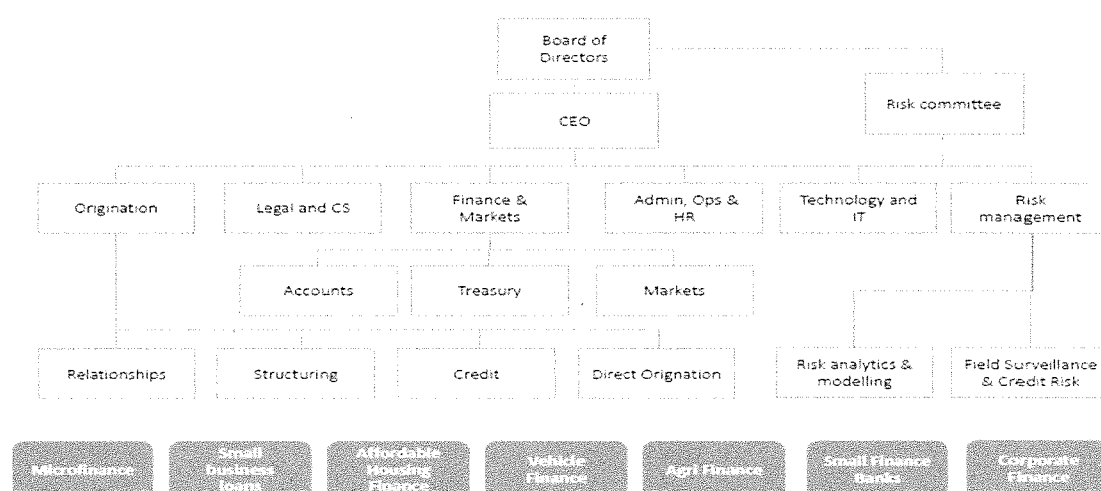 Board of
Directors
Risk committee
CEO
Origination
Legal and CS
Finance &
Markets
Admin, Ops &
HR
Technology and
IT
Risk
management
Accounts
Treasury
Markets
Relationships
Structuring
Credit
Direct Orignation
Risk analytics &
modelling
Field Surveillance
& Credit Risk
Microfinance
Small
business
loans
Affordable
Housing
Finance
Vehicle
Finance
Agri Finance
Small Finance
Banks
Corporate
Finance